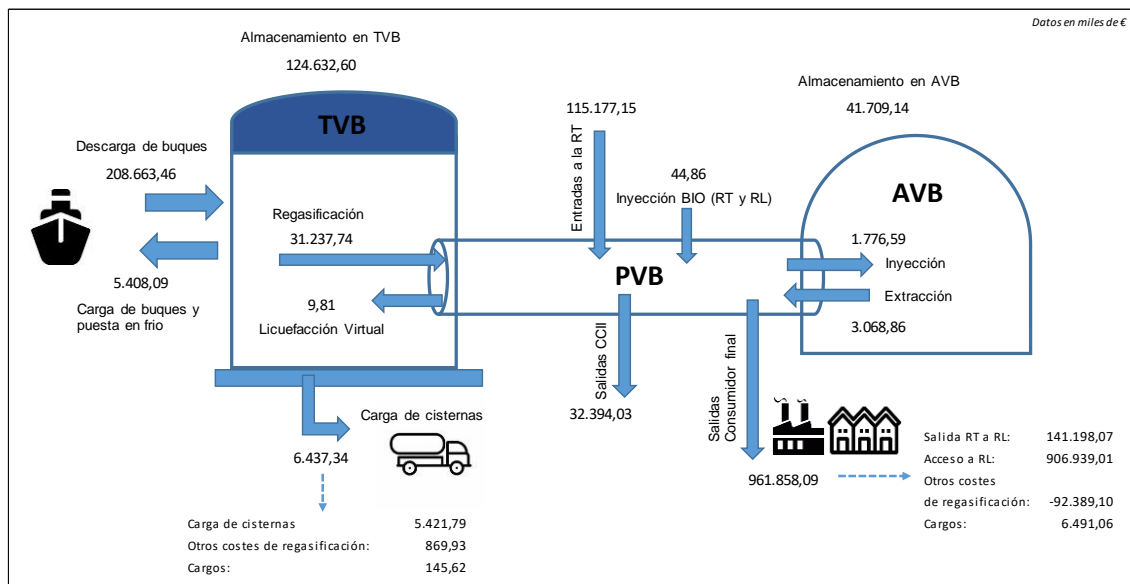 Datos en miles de €
Almacenamiento en TVB
124.632,60
TVB
Descarga de buques
208.663,46
5.408,09
Carga de buques y
puesta en frio
Regasificación
31.237,74
9,81
Licuefacción Virtual
Carga de cisternas
6.437,34
Carga de cisternas 5.421,79
Otros costes de regasificación: 869,93
Cargos: 145,62
115.177,15
Entradas a la RT
44,86
Inyección BIO (RT y RL)
PVB
Salidas CCII
32.394,03
Salidas
Consumidor final
961.858,09
Almacenamiento en AVB
41.709,14
AVB
1.776,59
Inyección
Extracción
3.068,86
Salida RT a RL: 141.198,07
Acceso a RL: 906.939,01
Otros costes
de regasificación: -92.389,10
Cargos: 6.491,06